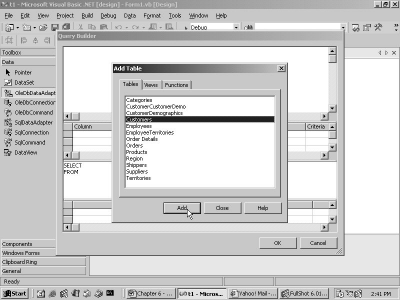 t1 - Microsoft Visual Basic .NET [design] - Form1.vb [Design]
File Edit View Project Build Debug Data Format Tools Window Help
Debug
Toolbox
Query Builder
Data
Pointer
DataSet
OleDbDataAdapt
OleDbConnection
OleDbCommand
SqlDataAdapter
SqlConnection
SqlCommand
DataView
Components
Windows Forms
Clipboard Ring
General
Column
Criteria
SELECT
FROM
Add Table
Tables Views Functions
Categories
CustomerCustomerDemo
CustomerDemographics
Customers
Employees
EmployeeTerritories
Order Details
Orders
Products
Region
Shippers
Suppliers
Territories
Add Close Help
OK Cancel
Ready
Start
Chapter 6 - ...
t1 - Micros...
Yahoo! Mail - ...
FullShot 6.01...
2:41 PM